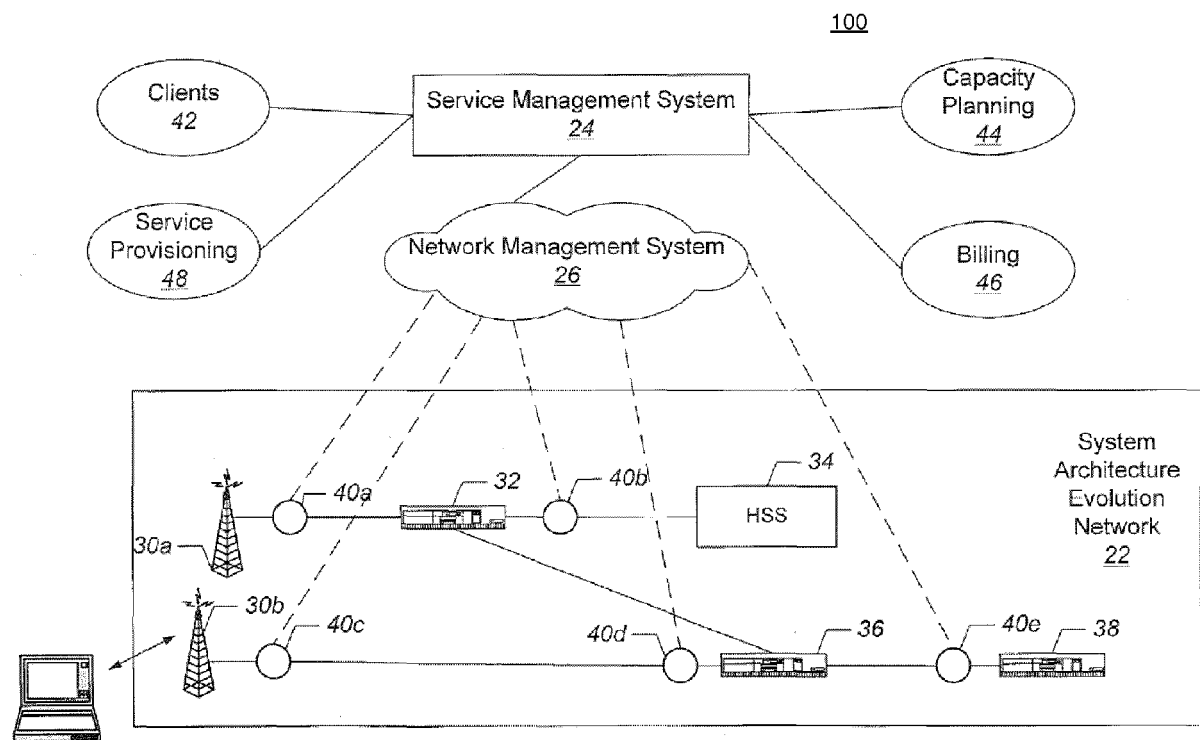 100
Clients
42
Service Management System
24
Capacity
Planning
44
Service
Provisioning
48
Network Management System
26
Billing
46
System
Architecture
Evolution
Network
22
40a
32
40b
34
HSS
30a
30b
40c
40d
36
40e
38